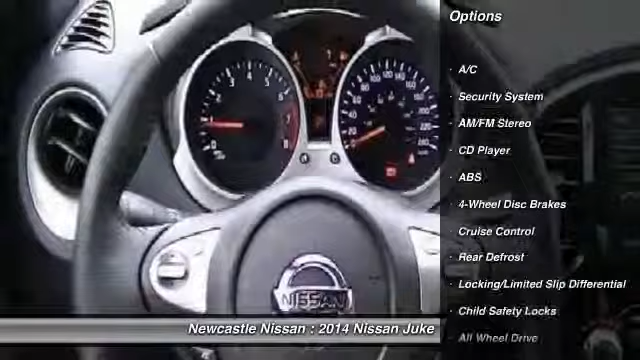 Options
· A/C
· Security System
· AM/FM Stereo
· CD Player
· ABS
· 4-Wheel Disc Brakes
· Cruise Control
· Rear Defrost
· Locking/Limited Slip Differential
· Child Safety Locks
· All Wheel Drive
NISSAN
Newcastle Nissan : 2014 Nissan Juke